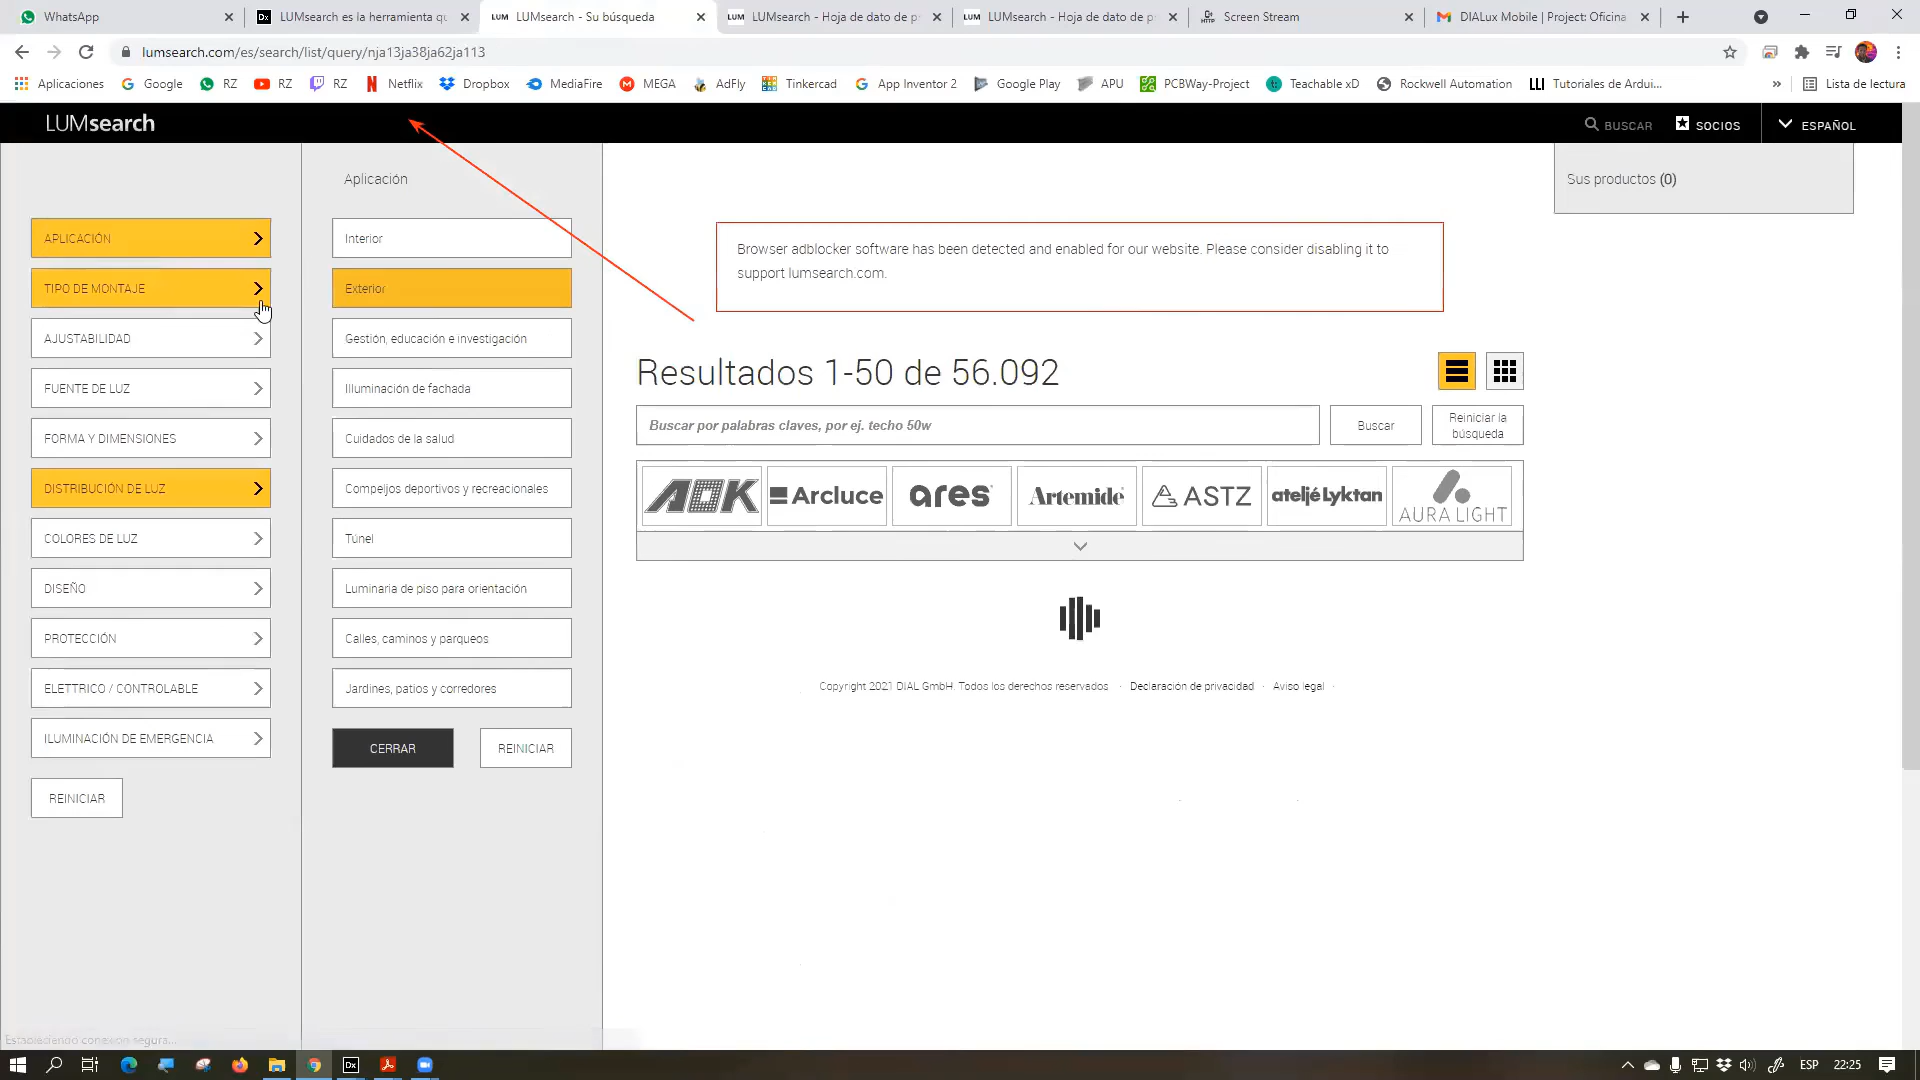 WhatsApp
LUMsearch es la herramienta qu
LUMsearch - Su búsqueda
LUMsearch - Hoja de dato de p
LUMsearch - Hoja de dato de p
Screen Stream
DIALux Mobile | Project: Oficina
lumsearch.com/es/search/list/query/nja13ja38ja62ja113
Aplicaciones
Google
RZ
RZ
RZ
Netflix
Dropbox
MediaFire
MEGA
AdFly
Tinkercad
App Inventor 2
Google Play
APU
PCBWay-Project
Teachable xD
Rockwell Automation
Tutoriales de Ardui...
»
Lista de lectura
LUMsearch
BUSCAR
SOCIOS
ESPAÑOL
Aplicación
Sus productos (0)
APLICACIÓN
TIPO DE MONTAJE
AJUSTABILIDAD
FUENTE DE LUZ
FORMA Y DIMENSIONES
DISTRIBUCIÓN DE LUZ
COLORES DE LUZ
DISEÑO
PROTECCIÓN
ELETTRICO / CONTROLABLE
ILUMINACIÓN DE EMERGENCIA
REINICIAR
Interior
Exterior
Gestión, educación e investigación
Illuminación de fachada
Cuidados de la salud
Compeljos deportivos y recreacionales
Túnel
Luminaria de piso para orientación
Calles, caminos y parqueos
Jardines, patios y corredores
CERRAR
REINICIAR
Browser adblocker software has been detected and enabled for our website. Please consider disabling it to
support lumsearch.com.
Resultados 1-50 de 56.092
Buscar por palabras claves, por ej. techo 50w
Buscar
Reiniciar la
búsqueda
AOK
Arcluce
ares
Artemide
ASTZ
ateljé Lyktan
AURA LIGHT
Copyright 2021 DIAL GmbH. Todos los derechos reservados · Declaración de privacidad · Aviso legal ·
Estableciendo conexión segura...
ESP
22:25